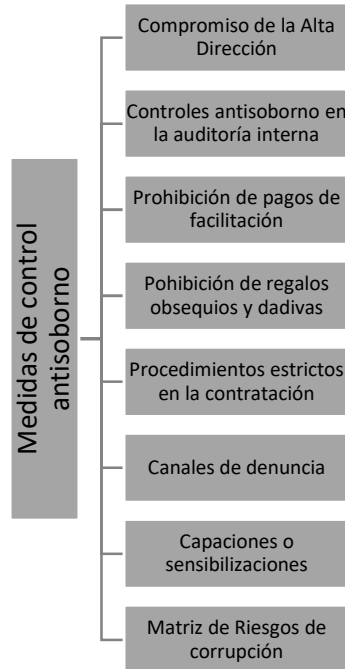 Medidas de control
antisoborno
Compromiso de la Alta
Dirección
Controles antisoborno en
la auditoría interna
Prohibición de pagos de
facilitación
Pohibición de regalos
obsequios y dadivas
Procedimientos estrictos
en la contratación
Canales de denuncia
Capaciones o
sensibilizaciones
Matriz de Riesgos de
corrupción